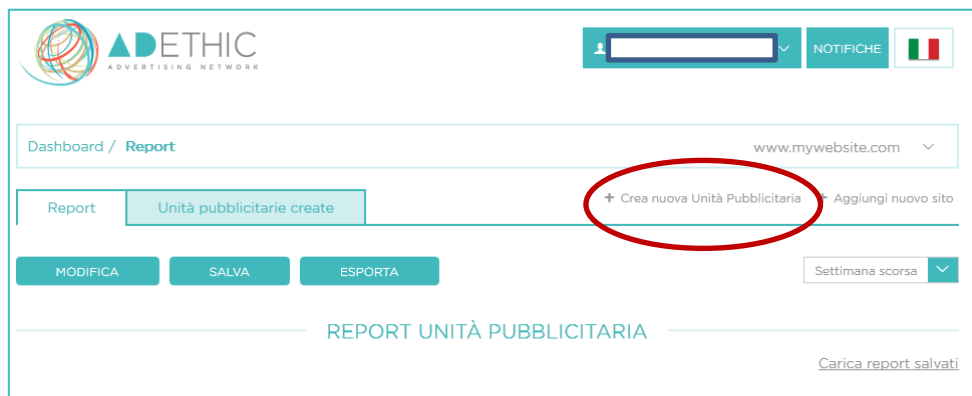 ADETHIC
ADVERTISING NETWORK
NOTIFICHE
Dashboard / Report
www.mywebsite.com
Report
Unità pubblicitarie create
+ Crea nuova Unità Pubblicitaria
+ Aggiungi nuovo sito
MODIFICA
SALVA
ESPORTA
Settimana scorsa
REPORT UNITÀ PUBBLICITARIA
Carica report salvati